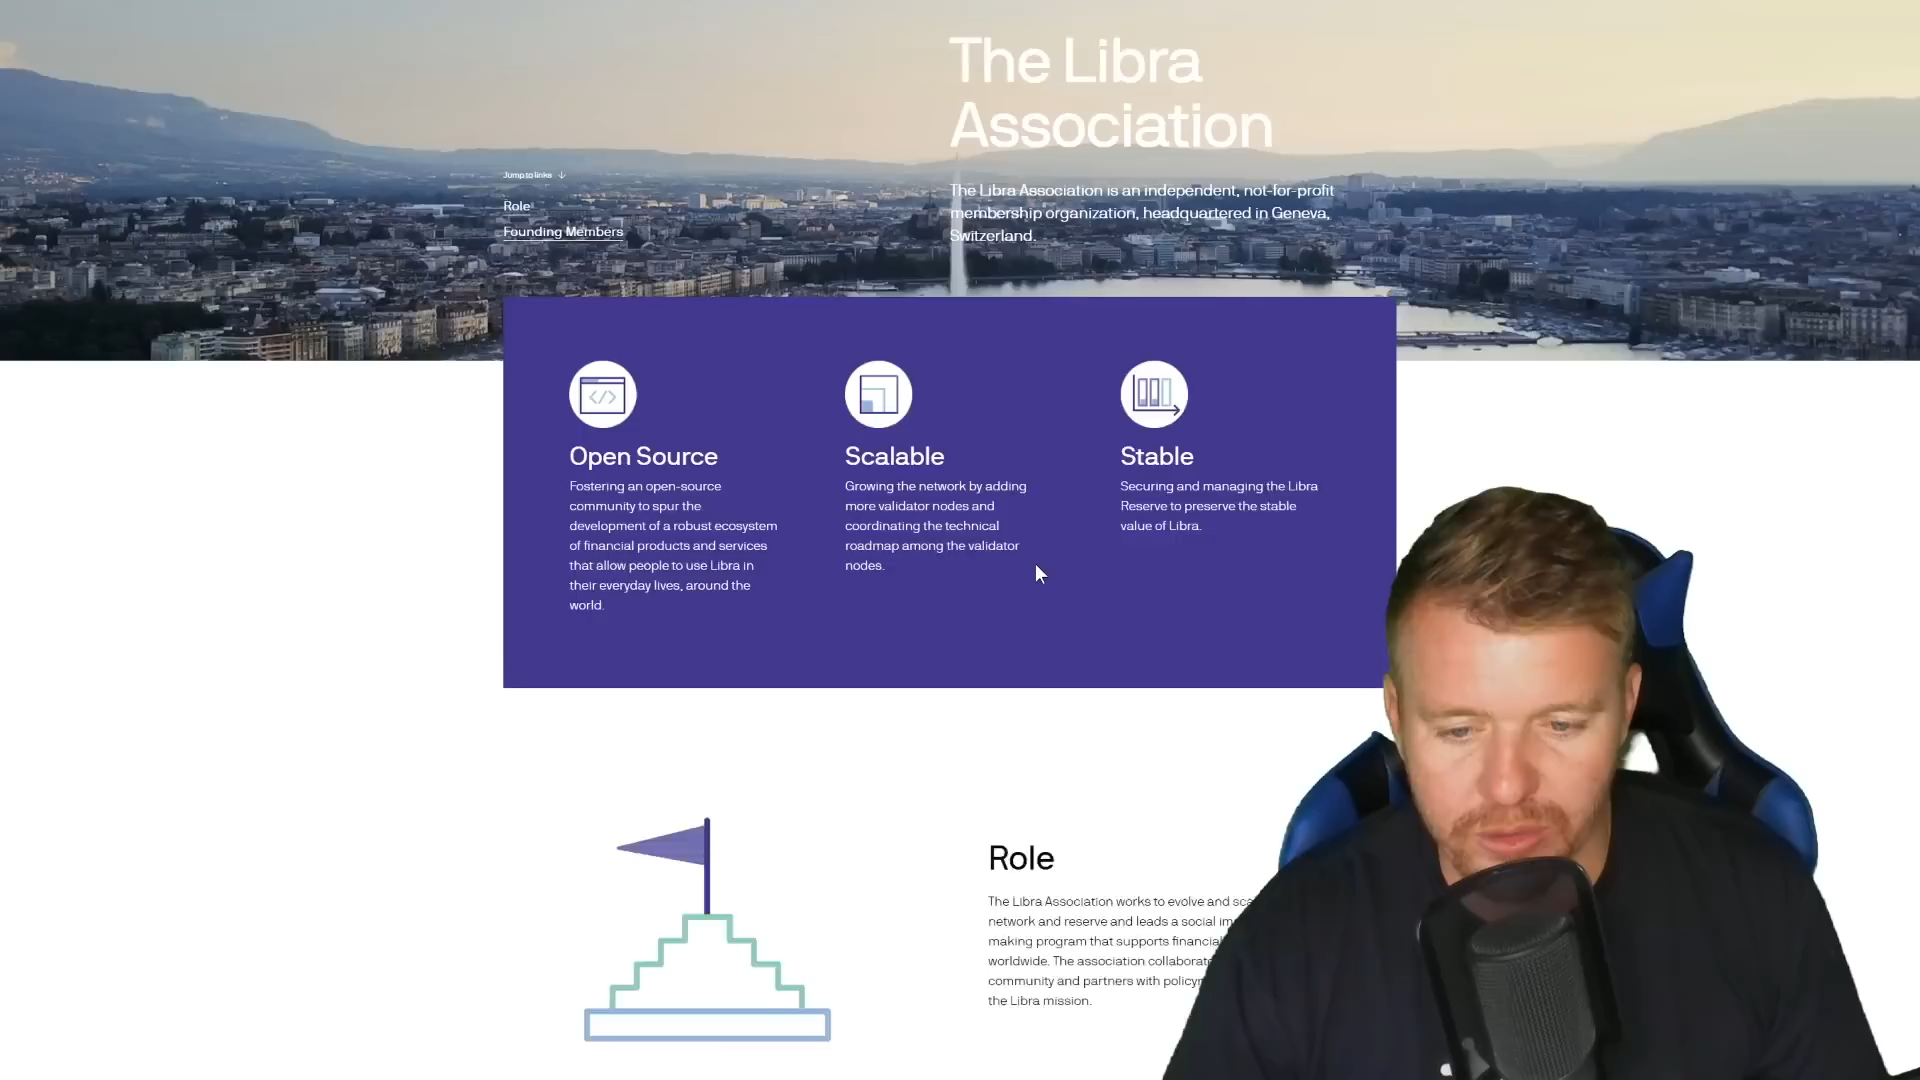 The Libra
Association
Jump to links ↓
Role
Founding Members
The Libra Association is an independent, not-for-profit
membership organization, headquartered in Geneva,
Switzerland.
Open Source
Fostering an open-source
community to spur the
development of a robust ecosystem
of financial products and services
that allow people to use Libra in
their everyday lives, around the
world.
Scalable
Growing the network by adding
more validator nodes and
coordinating the technical
roadmap among the validator
nodes.
Stable
Securing and managing the Libra
Reserve to preserve the stable
value of Libra.
Role
The Libra Association works to evolve and
network and reserve and leads a social
making program that supports financial
worldwide. The association
community and partners with
the Libra mission.